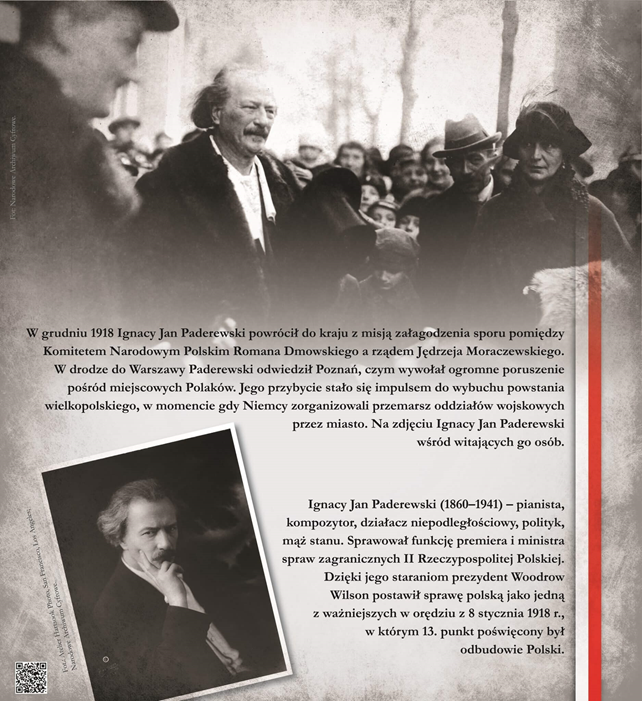 Fot. Narodowe Archiwum Cyfrowe.
W grudniu 1918 Ignacy Jan Paderewski powrócił do kraju z misją załagodzenia sporu pomiędzy
Komitetem Narodowym Polskim Romana Dmowskiego a rządem Jędrzeja Moraczewskiego.
W drodze do Warszawy Paderewski odwiedził Poznań, czym wywołał ogromne poruszenie
pośród miejscowych Polaków. Jego przybycie stało się impulsem do wybuchu powstania
wielkopolskiego, w momencie gdy Niemcy zorganizowali przemarsz oddziałów wojskowych
przez miasto. Na zdjęciu Ignacy Jan Paderewski
wśród witających go osób.
Ignacy Jan Paderewski (1860–1941) – pianista,
kompozytor, działacz niepodległościowy, polityk,
mąż stanu. Sprawował funkcję premiera i ministra
spraw zagranicznych II Rzeczypospolitej Polskiej.
Dzięki jego staraniom prezydent Woodrow
Wilson postawił sprawę polską jako jedną
z ważniejszych w orędziu z 8 stycznia 1918 r.,
w którym 13. punkt poświęcony był
odbudowie Polski.
Photo, San Francisco, Los Angeles;
Narodowe Archiwum Cyfrowe.